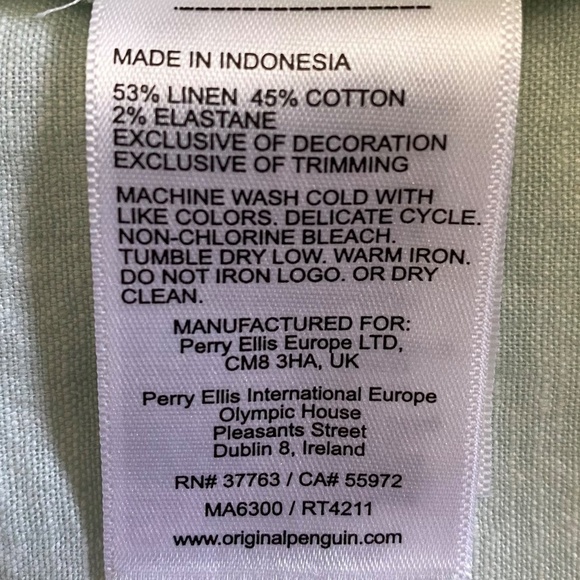 MADE IN INDONESIA
53% LINEN 45% COTTON
2% ELASTANE
EXCLUSIVE OF DECORATION
EXCLUSIVE OF TRIMMING
MACHINE WASH COLD WITH
LIKE COLORS. DELICATE CYCLE.
NON-CHLORINE BLEACH.
TUMBLE DRY LOW. WARM IRON.
DO NOT IRON LOGO. OR DRY
CLEAN.
MANUFACTURED FOR:
Perry Ellis Europe LTD,
CM8 3HA, UK
Perry Ellis International Europe
Olympic House
Pleasants Street
Dublin 8, Ireland
RN# 37763 / CA# 55972
MA6300 / RT4211
www.originalpenguin.com